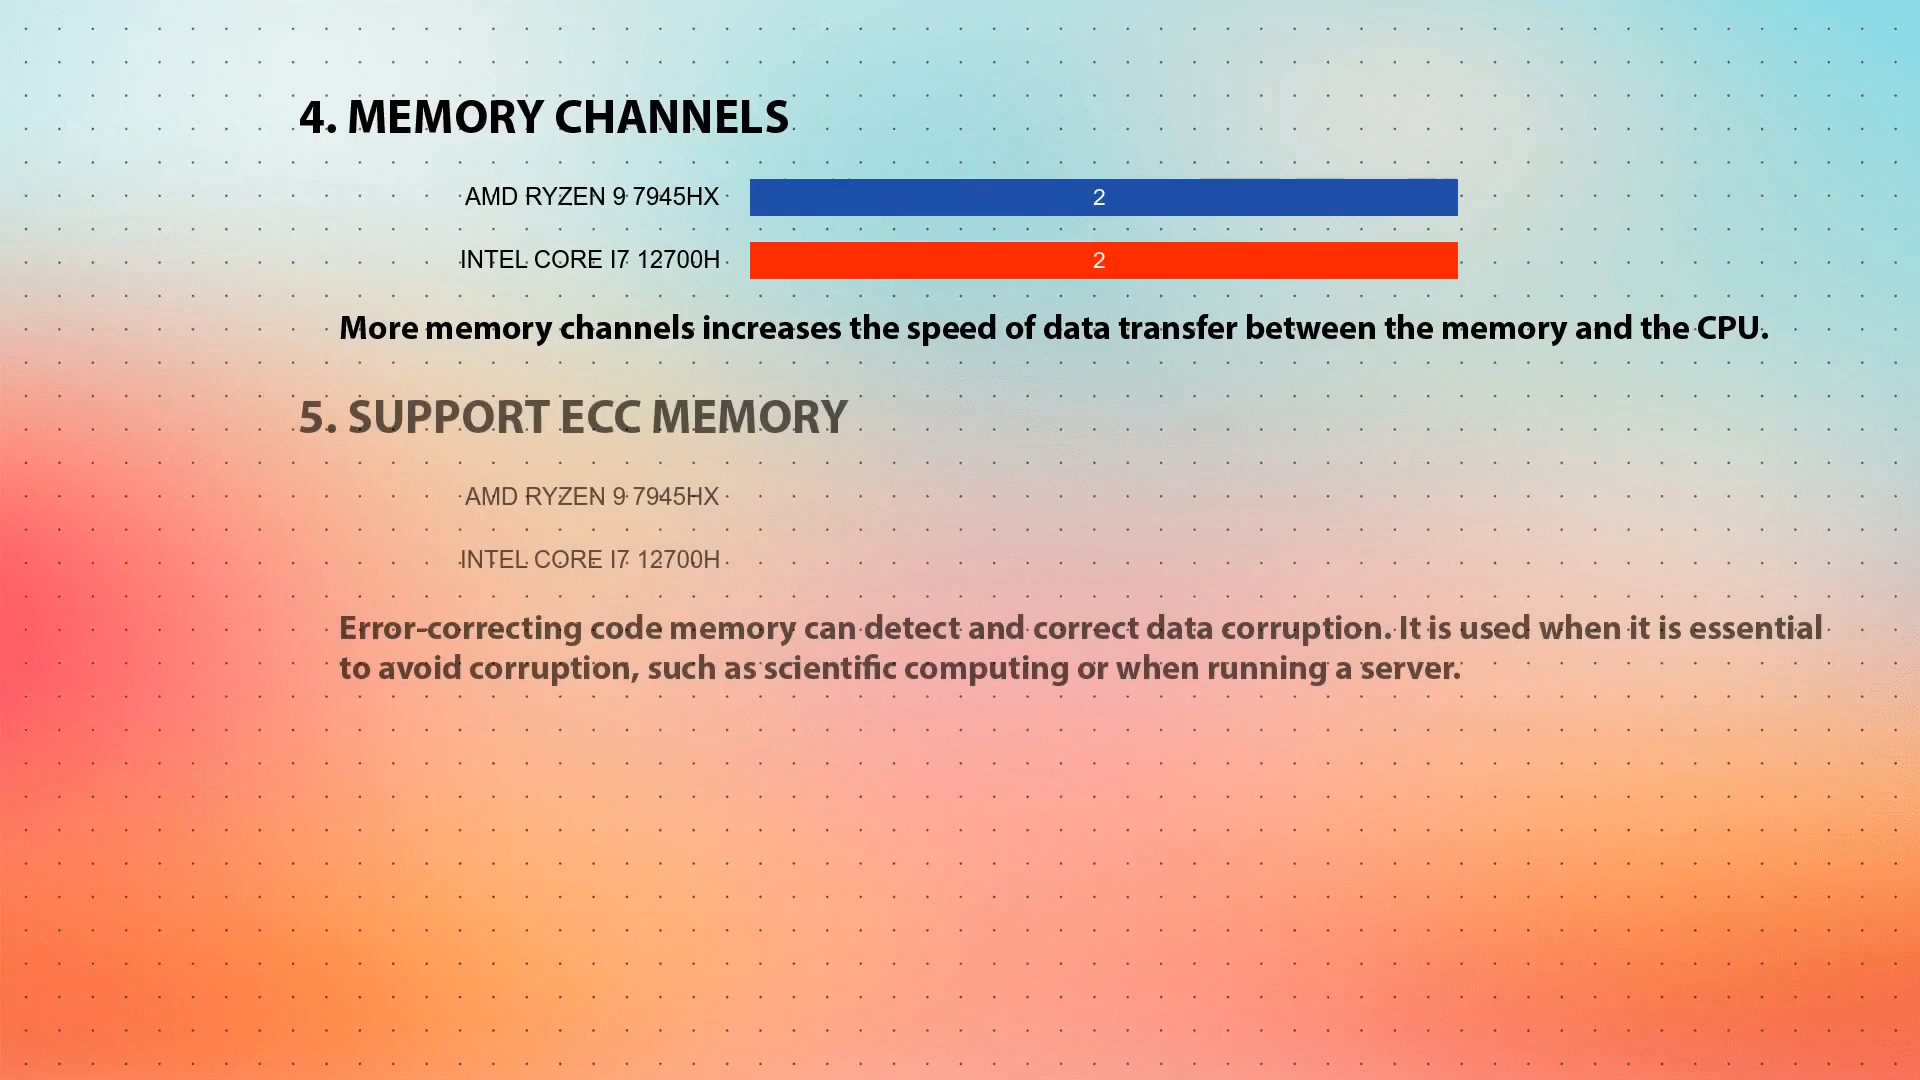 4. MEMORY CHANNELS
AMD RYZEN 9 7945HX
2
INTEL CORE I7 12700H
2
More memory channels increases the speed of data transfer between the memory and the CPU.
5. SUPPORT ECC MEMORY
AMD RYZEN 9 7945HX
INTEL CORE I7 12700H
Error-correcting code memory can detect and correct data corruption. It is used when it is essential
to avoid corruption, such as scientific computing or when running a server.